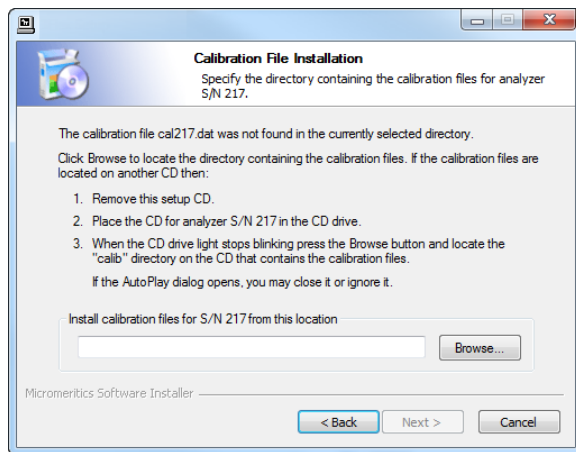 Calibration File Installation
Specify the directory containing the calibration files for analyzer
S/N 217.
The calibration file cal217.dat was not found in the currently selected directory.
Click Browse to locate the directory containing the calibration files. If the calibration files are
located on another CD then:
1. Remove this setup CD.
2. Place the CD for analyzer S/N 217 in the CD drive.
3. When the CD drive light stops blinking press the Browse button and locate the
"calib" directory on the CD that contains the calibration files.
If the AutoPlay dialog opens, you may close it or ignore it.
Install calibration files for S/N 217 from this location
Browse...
Micromeritics Software Installer
< Back Next > Cancel